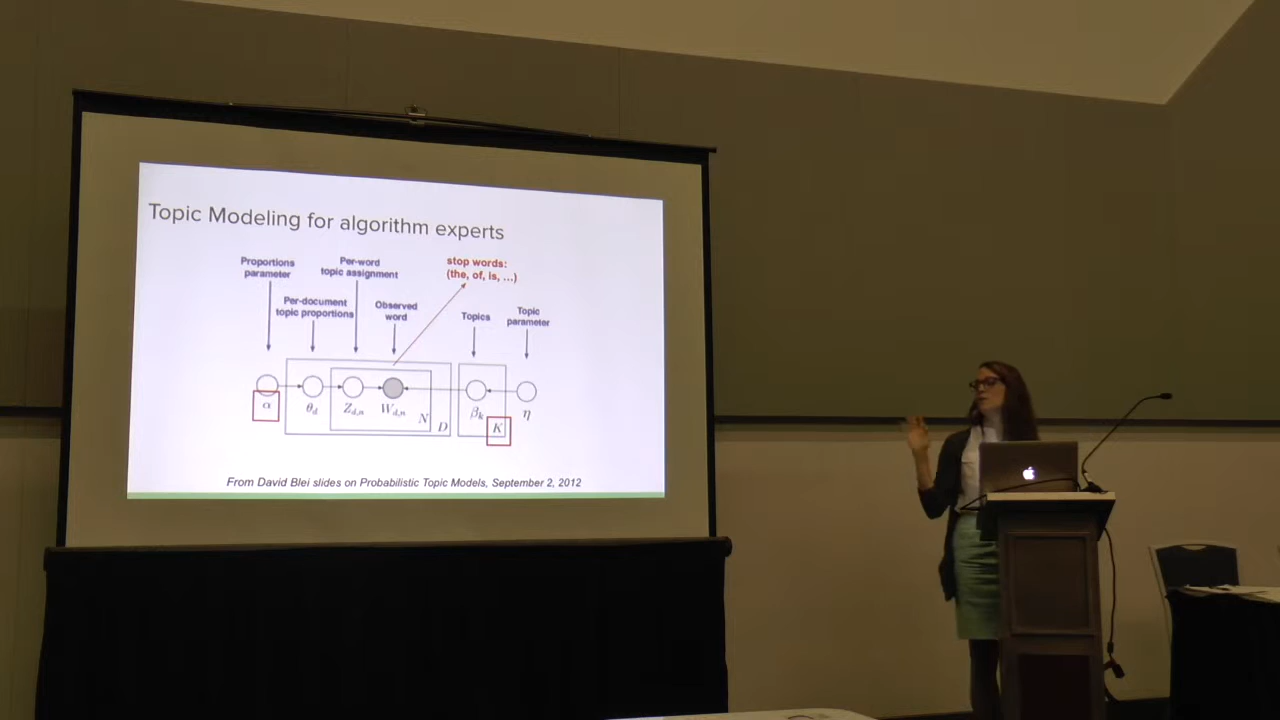 Topic Modeling for algorithm experts
Proportions
parameter
Per-word
topic assignment
stop words:
(the, of, is, ...)
Per-document
topic proportions
Observed
word
Topics
Topic
parameter
α
θd
Zd,n
Wd,n
N
D
βk
K
η
From David Blei slides on Probabilistic Topic Models, September 2, 2012